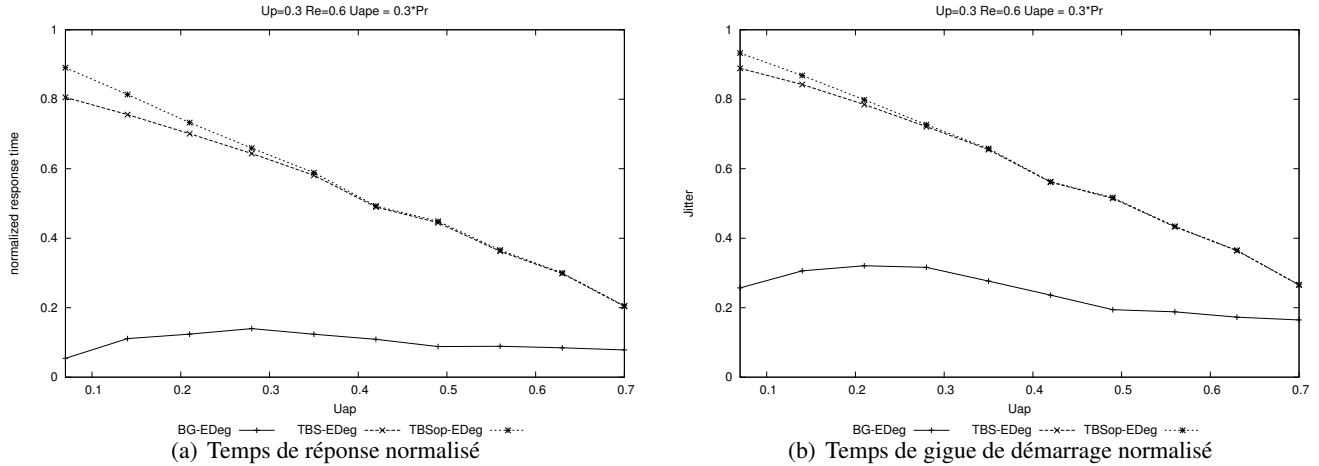 Up=0.3 Re=0.6 Uape = 0.3*Pr
1
0.8
0.6
0.4
0.2
0
normalized response time
0.1
0.2
0.3
0.4
0.5
0.6
0.7
Uap
BG-EDeg
TBS-EDeg
TBSop-EDeg
(a) Temps de réponse normalisé
Up=0.3 Re=0.6 Uape = 0.3*Pr
1
0.8
0.6
0.4
0.2
0
Jitter
0.1
0.2
0.3
0.4
0.5
0.6
0.7
Uap
BG-EDeg
TBS-EDeg
TBSop-EDeg
(b) Temps de gigue de démarrage normalisé